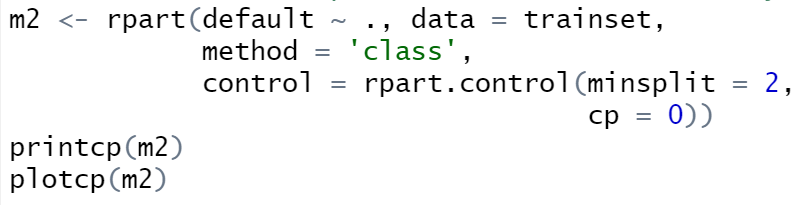 m2 <- rpart(default ~ ., data = trainset,
            method = 'class',
            control = rpart.control(minsplit = 2,
                                    cp = 0))
printcp(m2)
plotcp(m2)